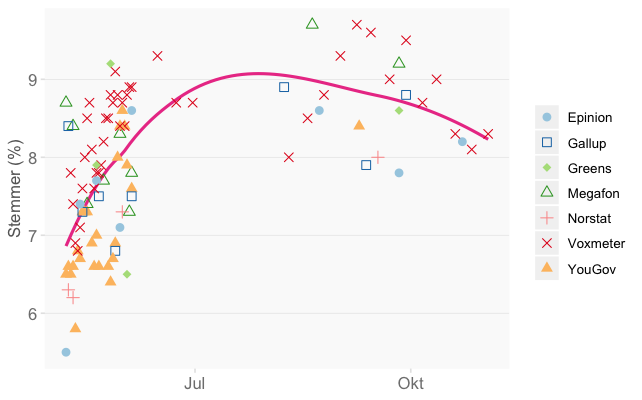 Stemmer (%)
9
8
7
6
Jul
Okt
Epinion
Gallup
Greens
Megafon
Norstat
Voxmeter
YouGov